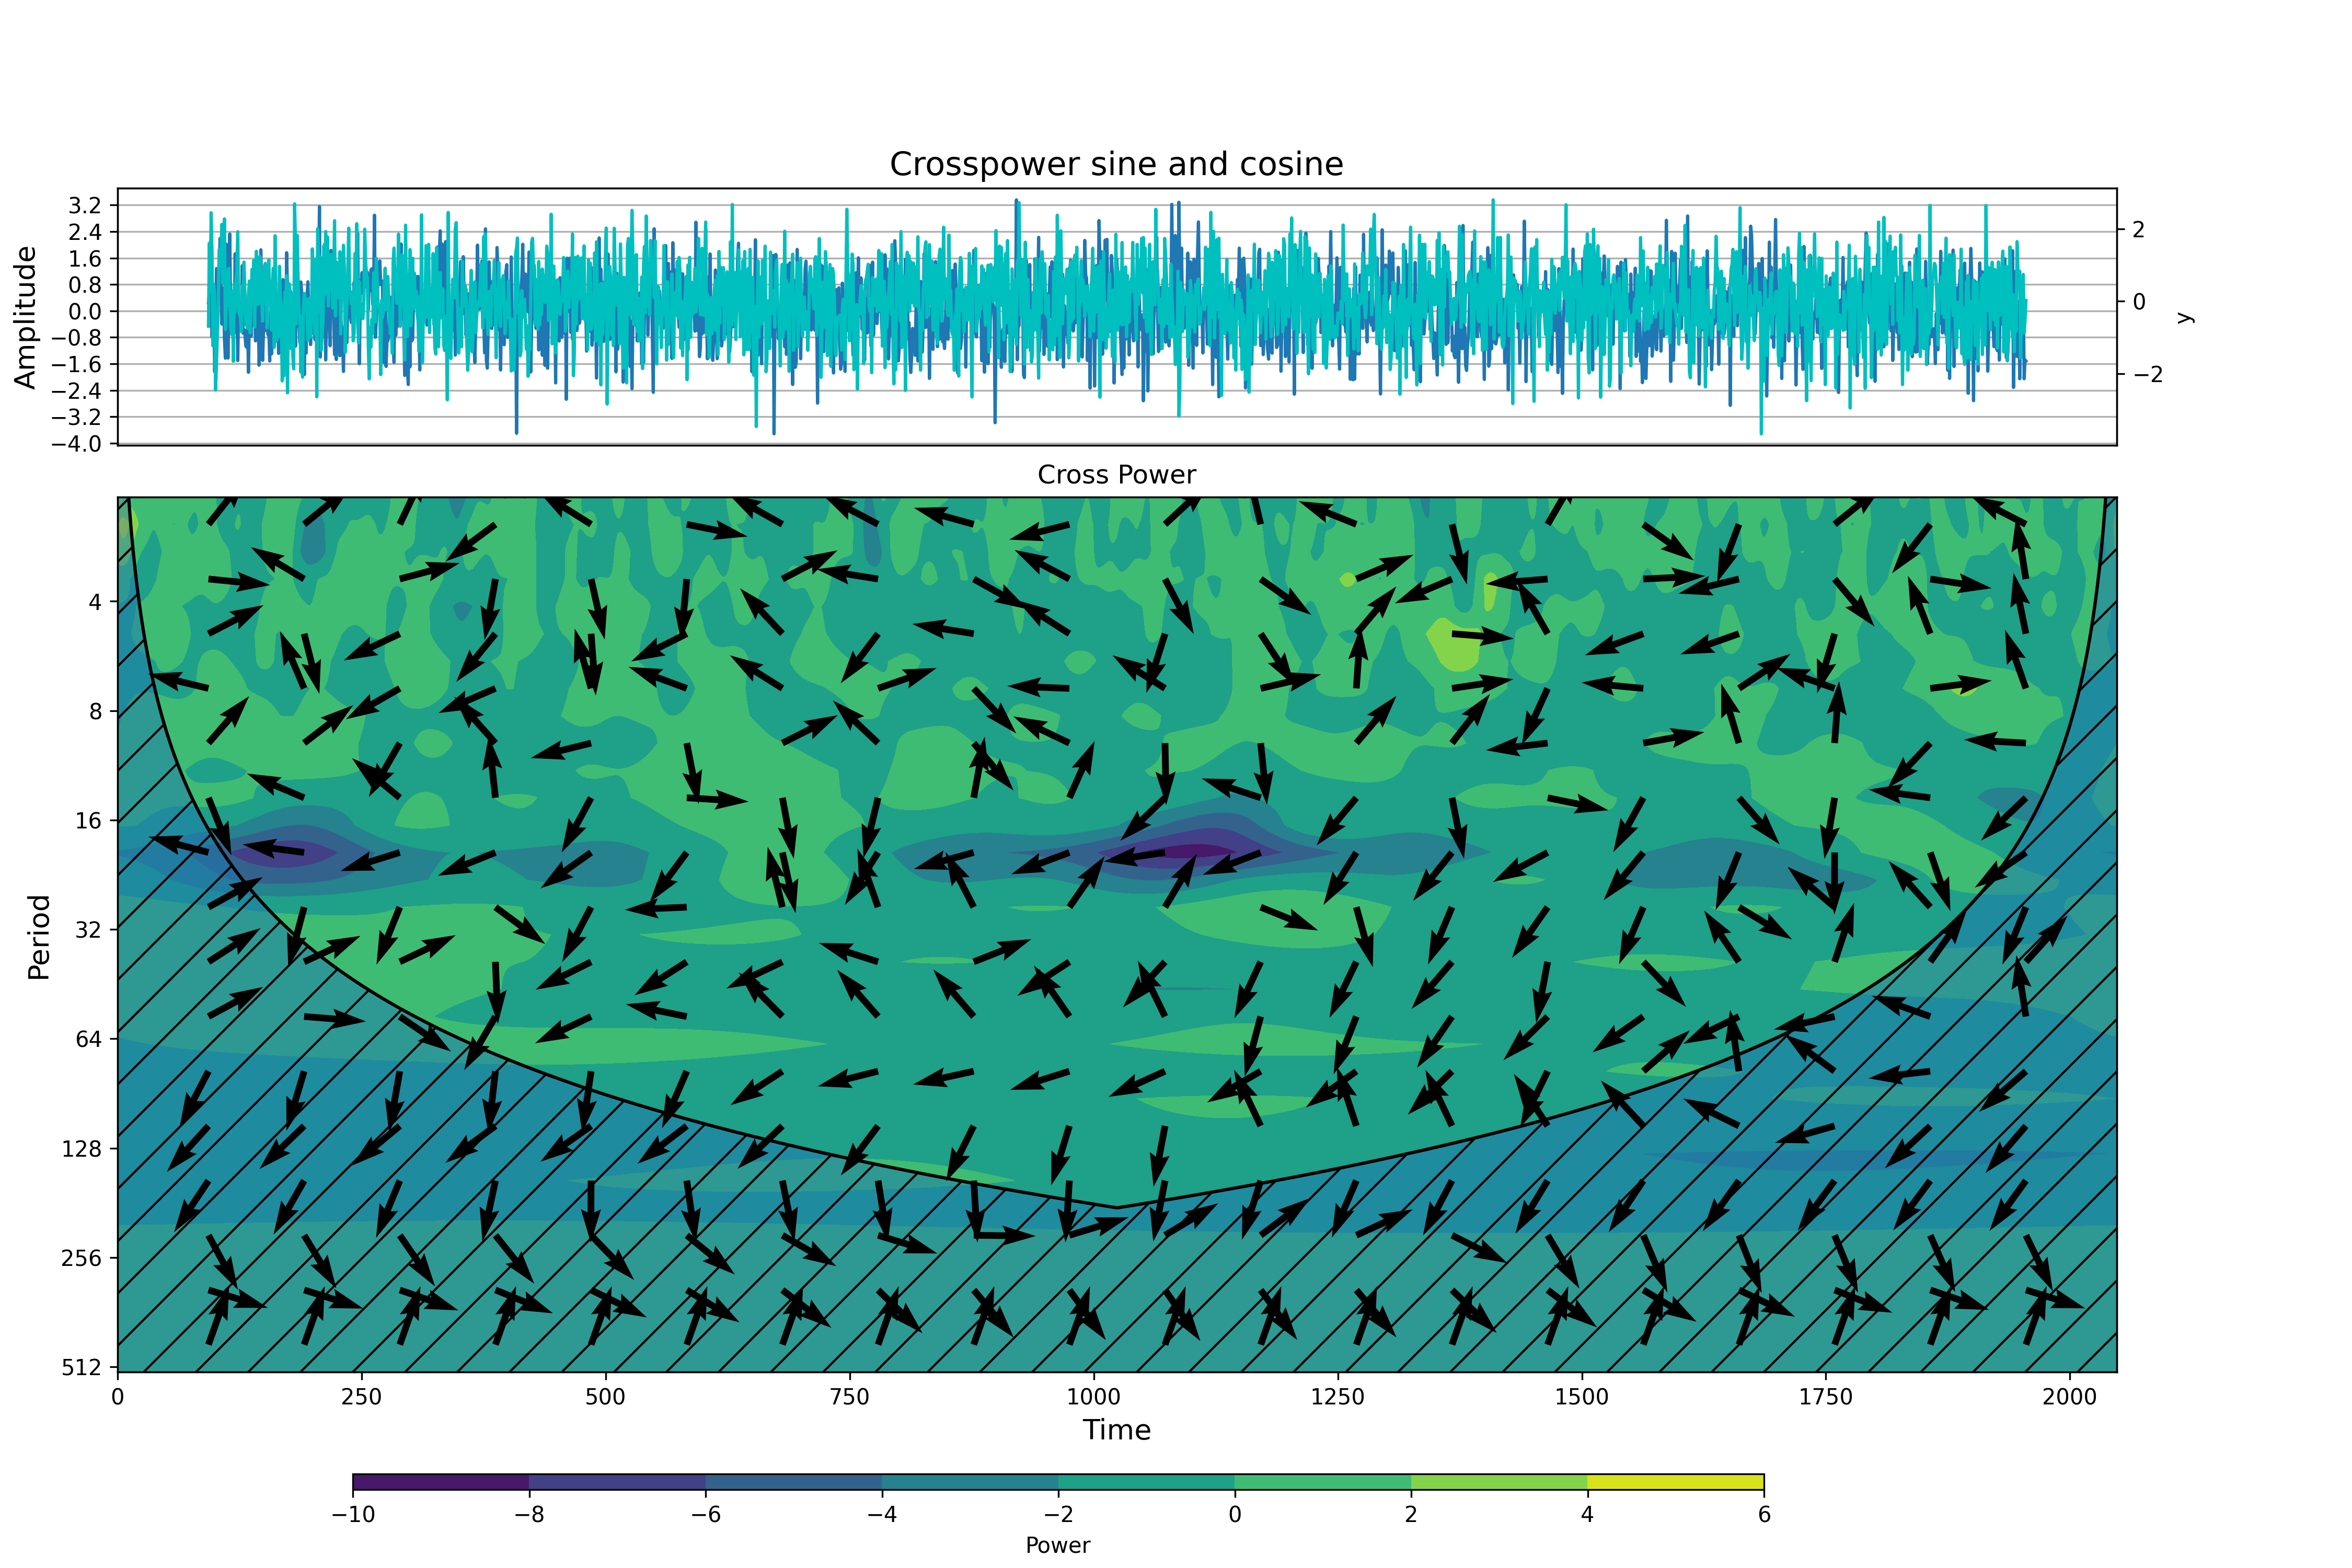 Crosspower sine and cosine
Amplitude
3.2
2.4
1.6
0.8
0.0
−0.8
−1.6
−2.4
−3.2
−4.0
2
0
−2
y
Cross Power
Period
4
8
16
32
64
128
256
512
0 250 500 750 1000 1250 1500 1750 2000
Time
−10 −8 −6 −4 −2 0 2 4 6
Power